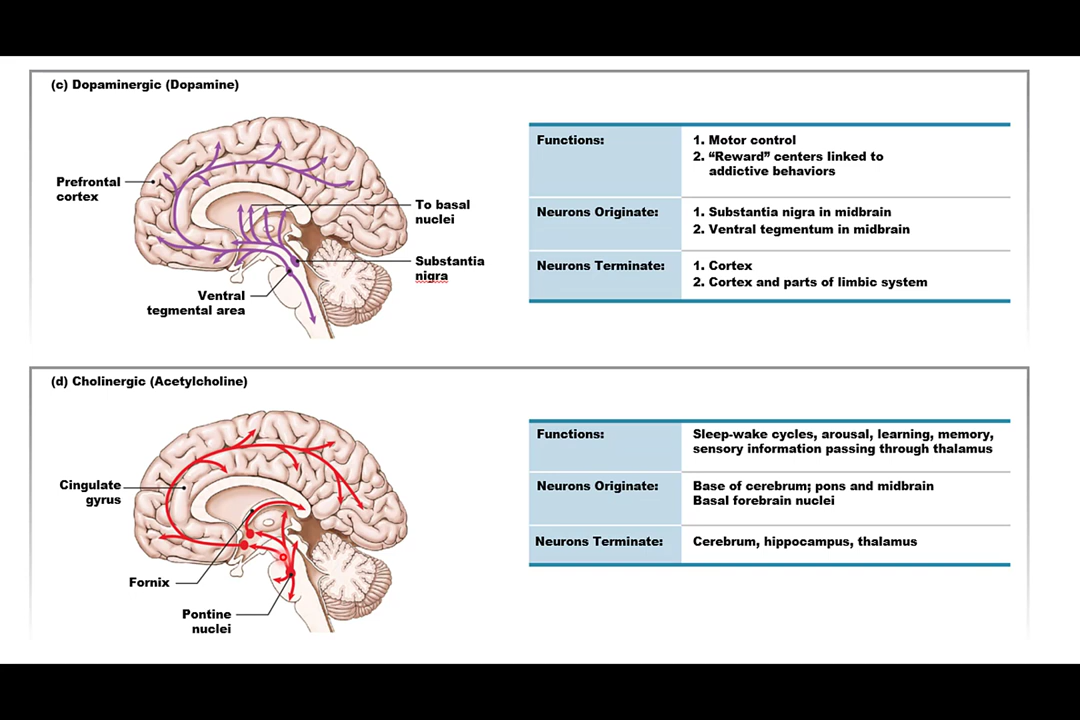 (c) Dopaminergic (Dopamine)
Prefrontal
cortex
To basal
nuclei
Substantia
nigra
Ventral
tegmental area
Functions:
1. Motor control
2. “Reward” centers linked to
addictive behaviors
Neurons Originate:
1. Substantia nigra in midbrain
2. Ventral tegmentum in midbrain
Neurons Terminate:
1. Cortex
2. Cortex and parts of limbic system
(d) Cholinergic (Acetylcholine)
Cingulate
gyrus
Fornix
Pontine
nuclei
Functions:
Sleep-wake cycles, arousal, learning, memory,
sensory information passing through thalamus
Neurons Originate:
Base of cerebrum; pons and midbrain
Basal forebrain nuclei
Neurons Terminate:
Cerebrum, hippocampus, thalamus